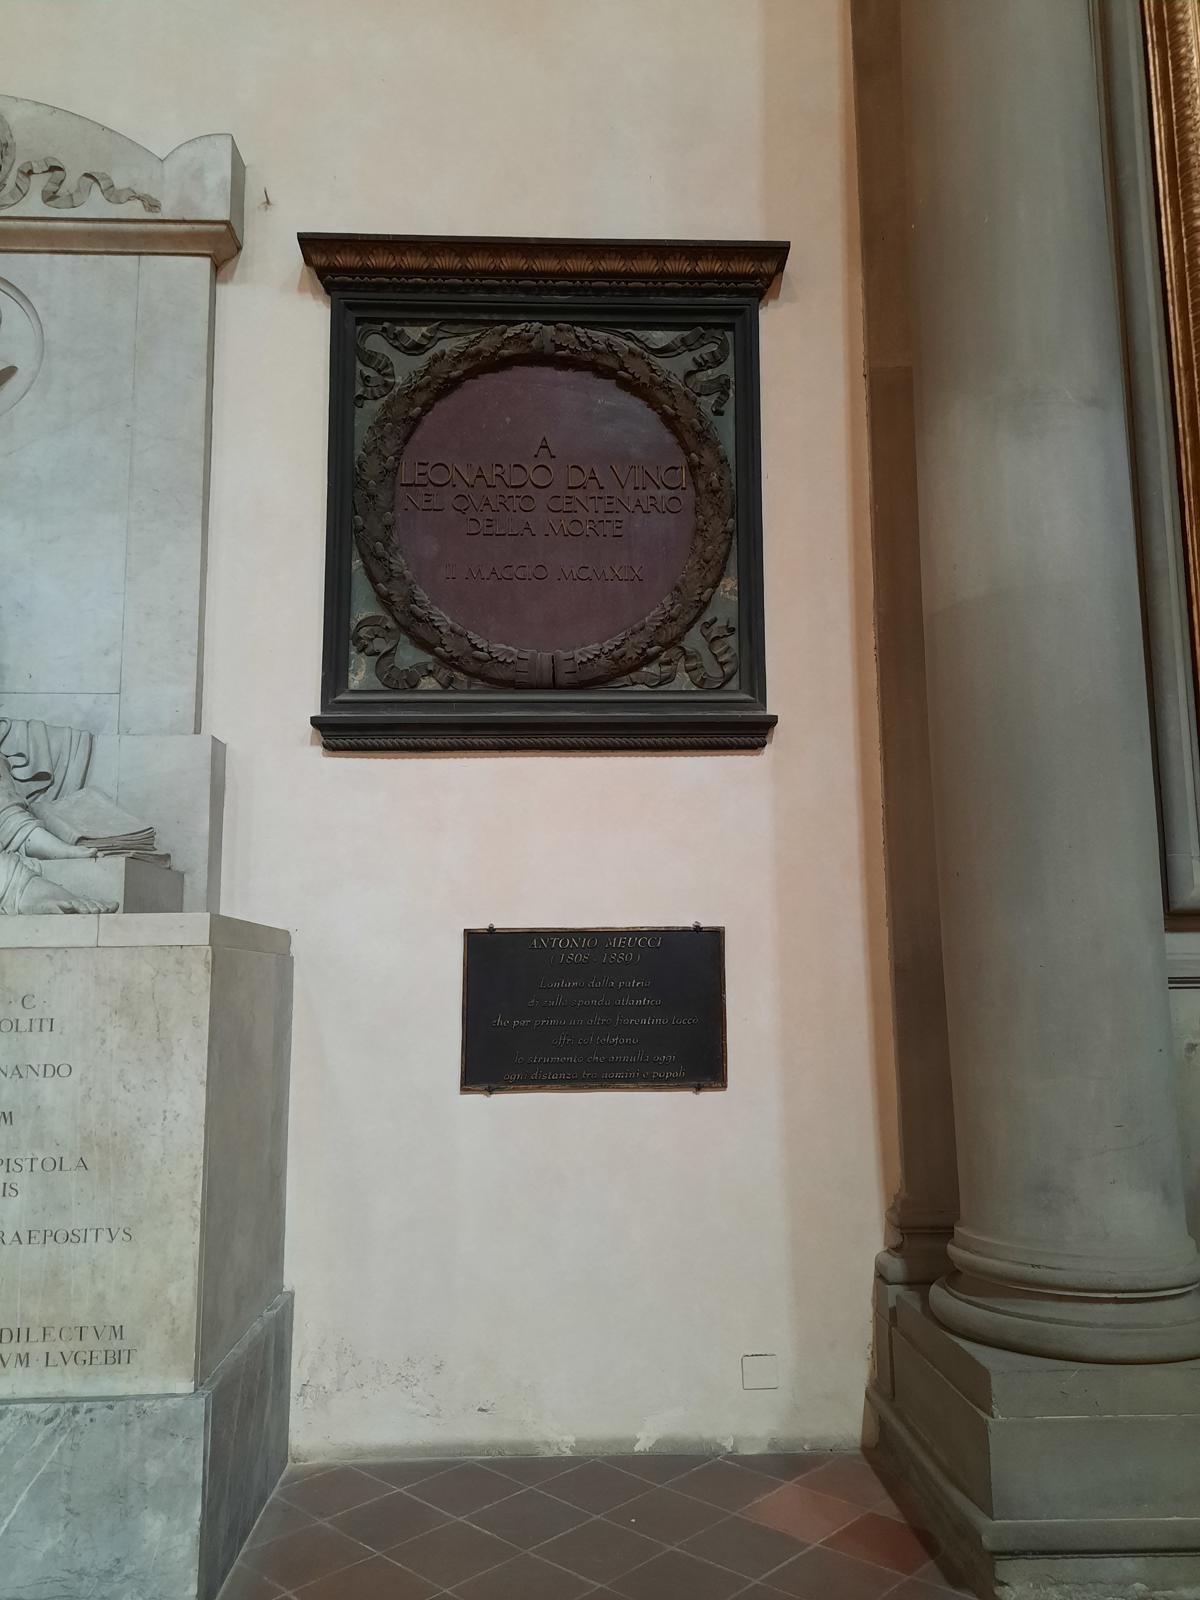 A
LEONARDO DA VINCI
NEL QVARTO CENTENARIO
DELLA MORTE
II MAGGIO MCMXIX
ANTONIO MEUCCI
(1808 - 1889)
Lontano dalla patria
di sulla sponda atlantica
che per primo un altro fiorentino toccò
offrì col telefono
lo strumento che annulla oggi
ogni distanza tra uomini e popoli
· C ·
OLITI
NANDO
M
PISTOLA
IS
RAEPOSITVS
DILECTVM
VM · LVGEBIT